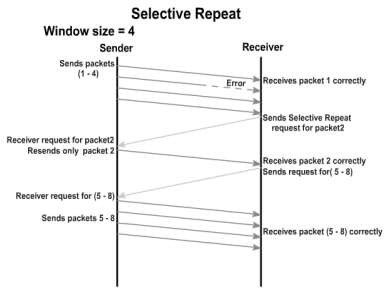 Selective Repeat
Window size = 4
Sender
Receiver
Sends packets
(1 - 4)
Error
Receives packet 1 correctly
Sends Selective Repeat
request for packet2
Receiver request for packet2
Resends only packet 2
Receives packet 2 correctly
Sends request for( 5 - 8)
Receiver request for (5 - 8)
Sends packets 5 - 8
Receives packet (5 - 8) correctly